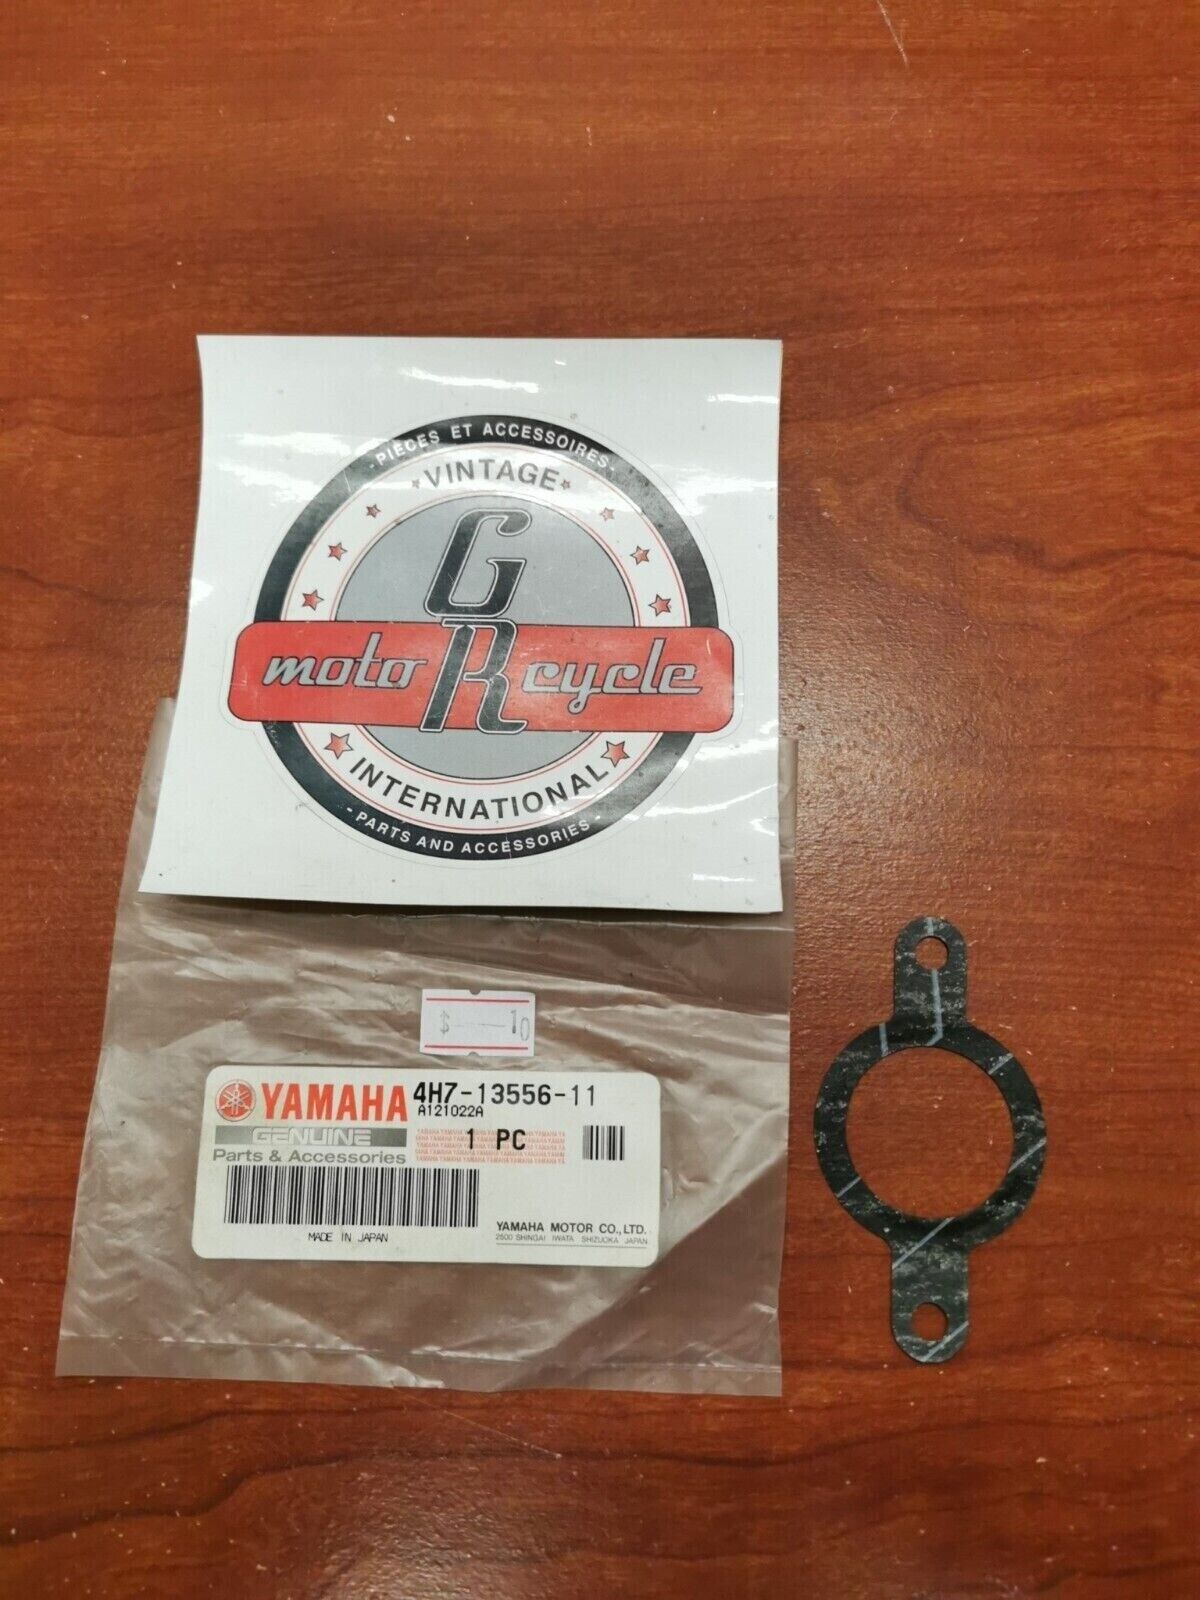 -PIÈCES ET ACCESSOIRES-
VINTAGE
G
moto R cycle
INTERNATIONAL
-PARTS AND ACCESSORIES-
YAMAHA 4H7-13556-11
A121022A
GENUINE
1 PC
Parts & Accessories
YAMAHA MOTOR CO.,LTD.
2500 SHINGAI IWATA SHIZUOKA JAPAN
MADE IN JAPAN